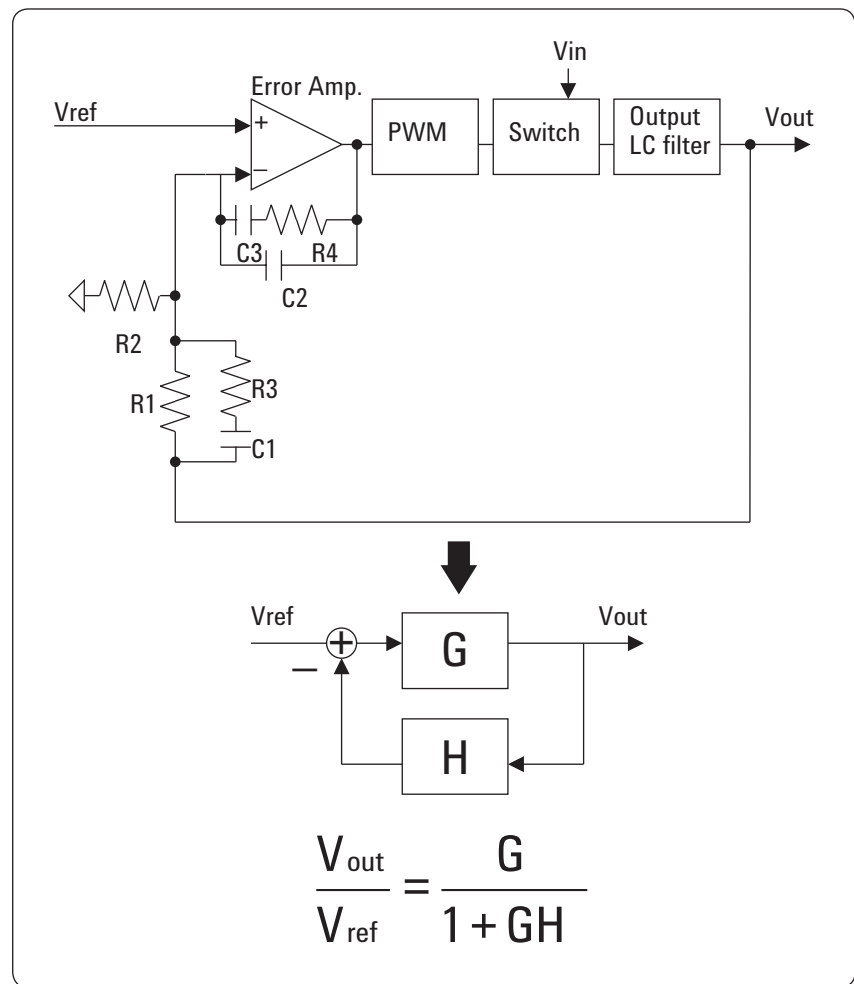 Vin
Error Amp.
Vref
+
−
PWM
Switch
Output
LC filter
Vout
C3
R4
C2
R2
R1
R3
C1
Vref
+
−
G
Vout
H
Vout / Vref = G / 1 + GH